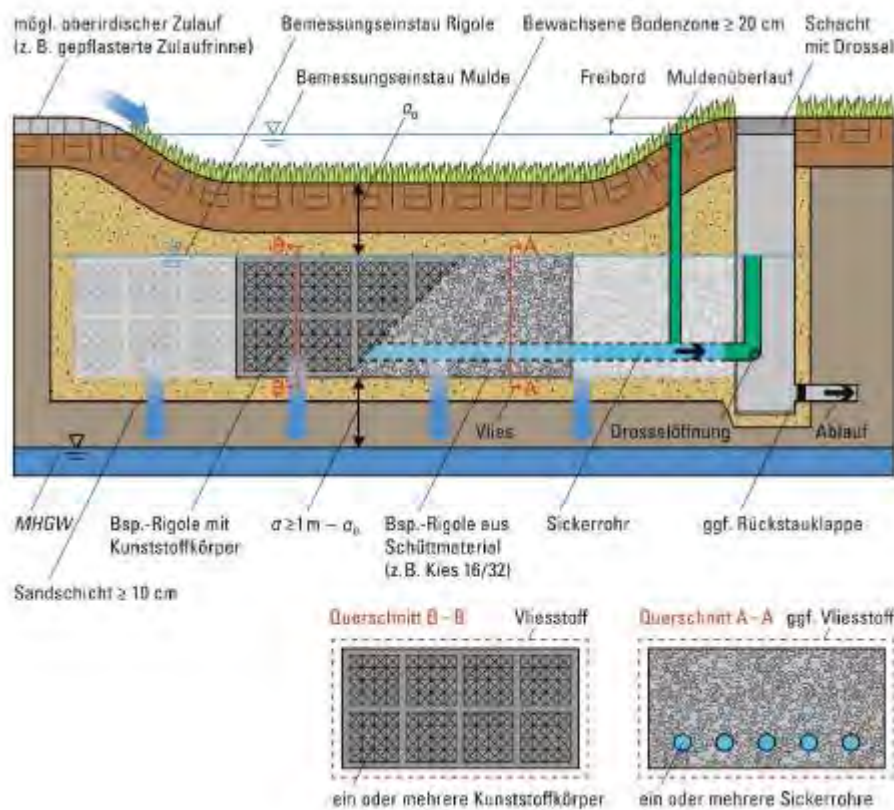 mögl. oberirdischer Zulauf
(z. B. gepflasterte Zulaufrinne)
Bemessungseinstau Rigole
Bewachsene Bodenzone ≥ 20 cm
Schacht
mit Drossel
Bemessungseinstau Mulde
Freibord
Muldenüberlauf
a₀
B
A
B
A
Vlies
Drosselöffnung
Ablauf
MHGW
Bsp.-Rigole mit
Kunststoffkörper
a ≥ 1 m – a₀
Bsp.-Rigole aus
Schüttmaterial
(z. B. Kies 16/32)
Sickerrohr
ggf. Rückstauklappe
Sandschicht ≥ 10 cm
Querschnitt B – B
Vliesstoff
Querschnitt A – A
ggf. Vliesstoff
ein oder mehrere Kunststoffkörper
ein oder mehrere Sickerrohre